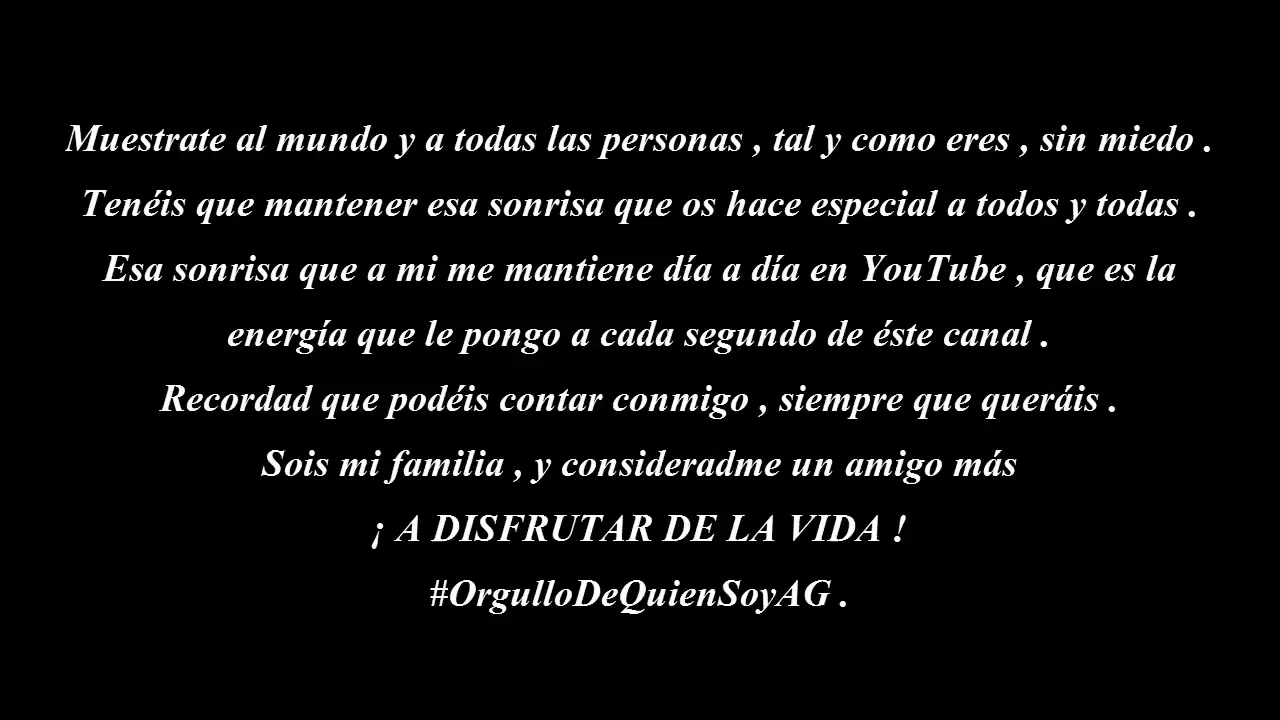 Muestrate al mundo y a todas las personas , tal y como eres , sin miedo .
Tenéis que mantener esa sonrisa que os hace especial a todos y todas .
Esa sonrisa que a mi me mantiene día a día en YouTube , que es la
energía que le pongo a cada segundo de éste canal .
Recordad que podéis contar conmigo , siempre que queráis .
Sois mi familia , y consideradme un amigo más
¡ A DISFRUTAR DE LA VIDA !
#OrgulloDeQuienSoyAG .